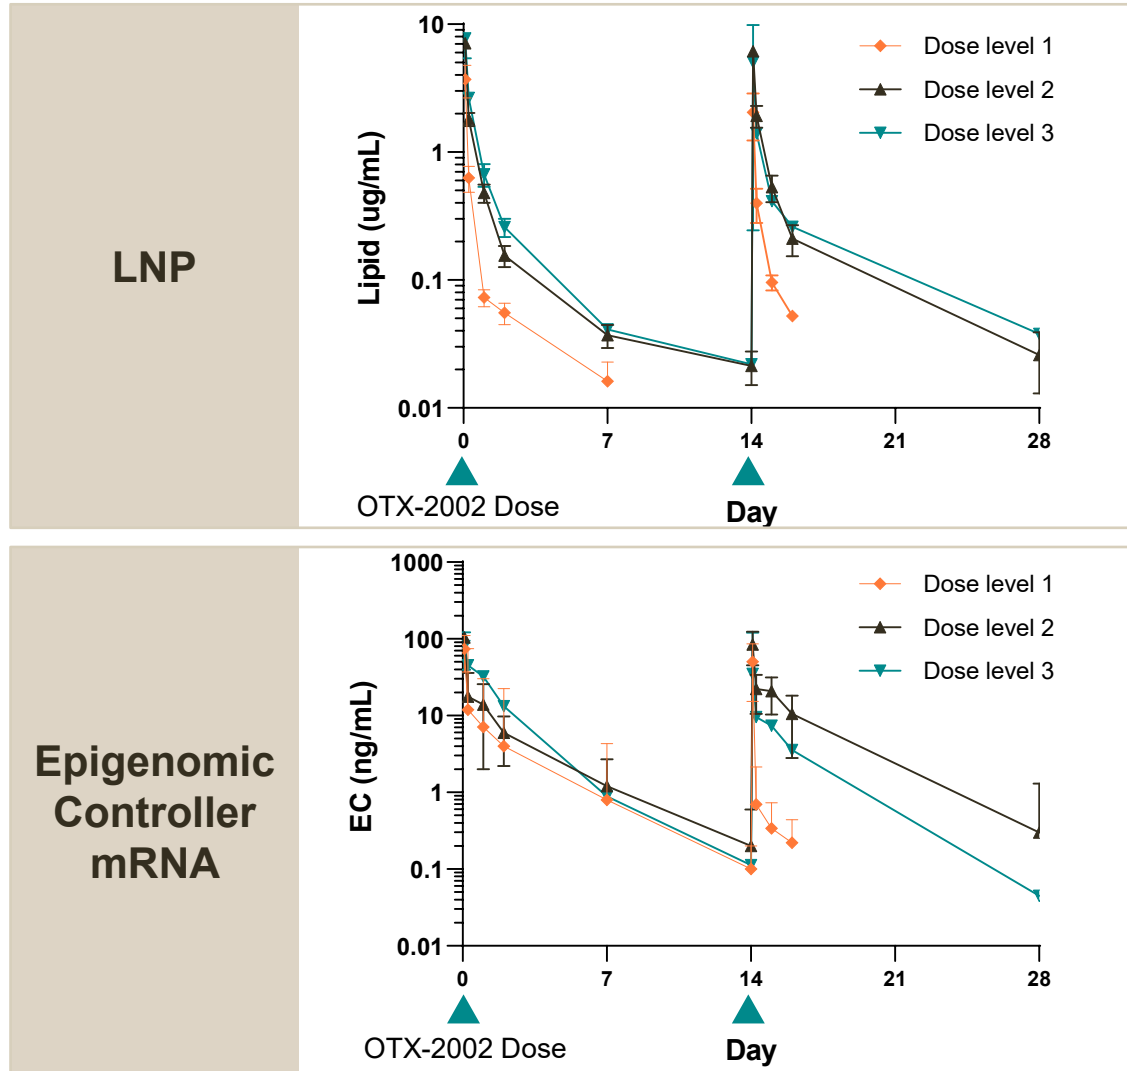 LNP
Lipid (ug/mL)
10
1
0.1
0.01
0
7
14
21
28
Dose level 1
Dose level 2
Dose level 3
OTX-2002 Dose
Day
Epigenomic
Controller
mRNA
EC (ng/mL)
1000
100
10
1
0.1
0.01
0
7
14
21
28
Dose level 1
Dose level 2
Dose level 3
OTX-2002 Dose
Day